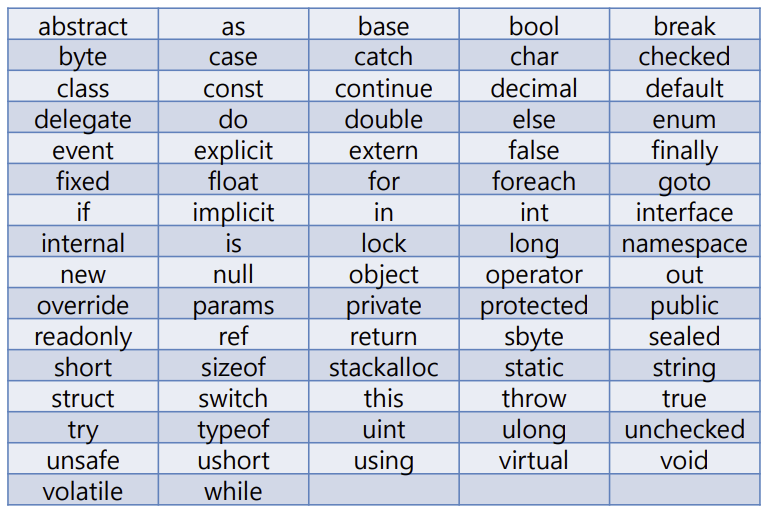 abstract as base bool break
byte case catch char checked
class const continue decimal default
delegate do double else enum
event explicit extern false finally
fixed float for foreach goto
if implicit in int interface
internal is lock long namespace
new null object operator out
override params private protected public
readonly ref return sbyte sealed
short sizeof stackalloc static string
struct switch this throw true
try typeof uint ulong unchecked
unsafe ushort using virtual void
volatile while